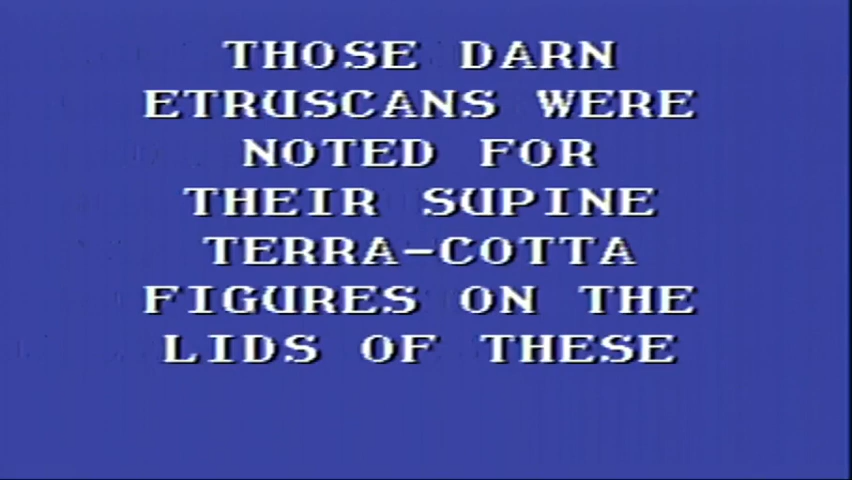 THOSE DARN
ETRUSCANS WERE
NOTED FOR
THEIR SUPINE
TERRA-COTTA
FIGURES ON THE
LIDS OF THESE